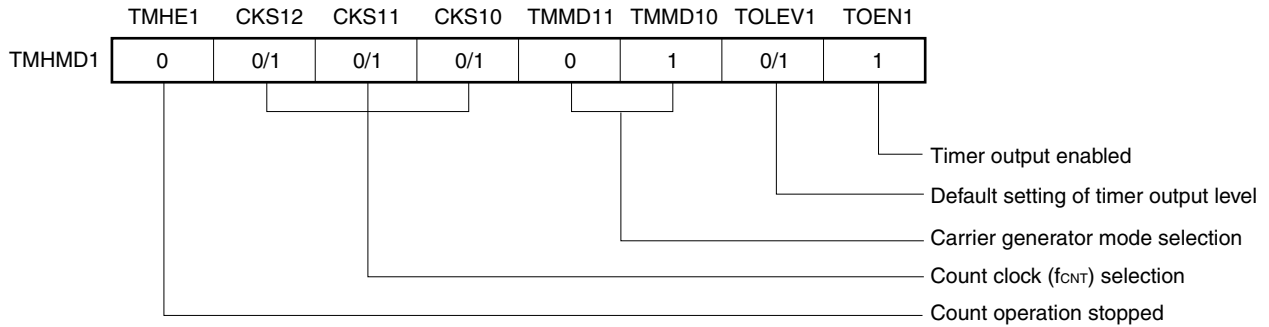 TMHE1 CKS12 CKS11 CKS10 TMMD11 TMMD10 TOLEV1 TOEN1
TMHMD1 0 0/1 0/1 0/1 0 1 0/1 1
Timer output enabled
Default setting of timer output level
Carrier generator mode selection
Count clock (fCNT) selection
Count operation stopped